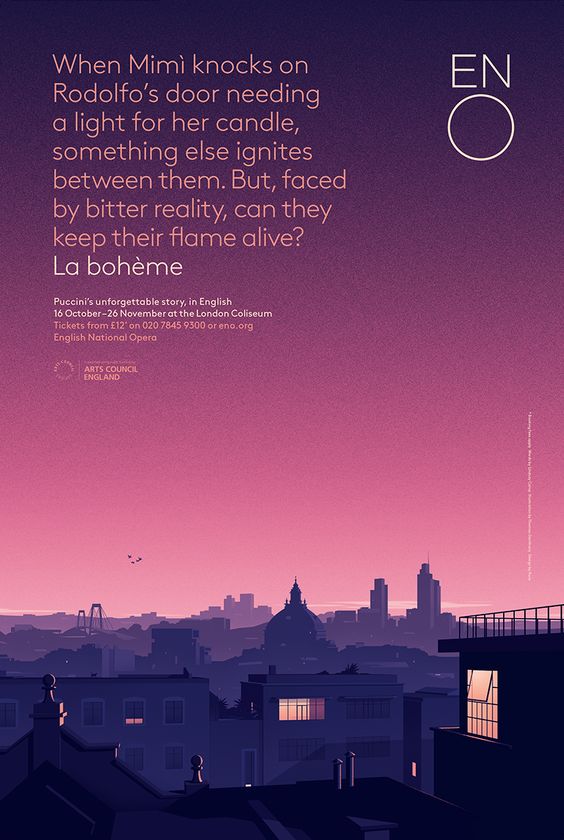 When Mimì knocks on
Rodolfo’s door needing
a light for her candle,
something else ignites
between them. But, faced
by bitter reality, can they
keep their flame alive?
La bohème
EN
O
Puccini’s unforgettable story, in English
16 October–26 November at the London Coliseum
Tickets from £12* on 020 7845 9300 or eno.org
English National Opera
ARTS COUNCIL
ENGLAND